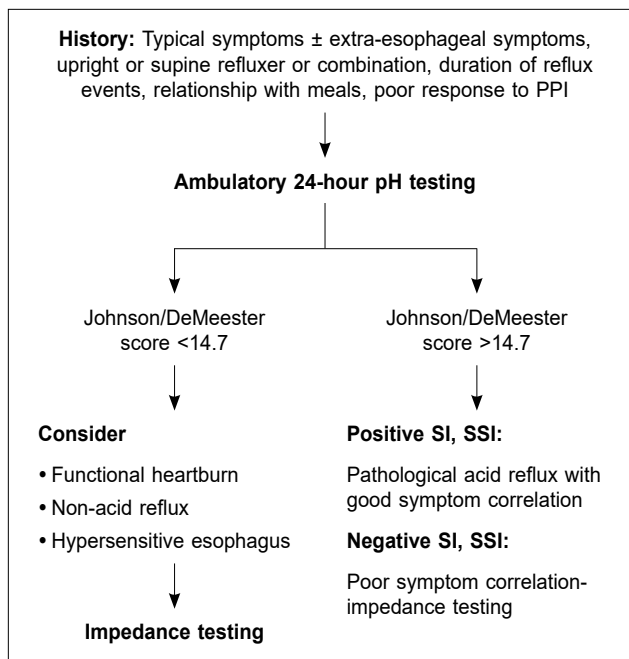 History: Typical symptoms ± extra-esophageal symptoms,
upright or supine refluxer or combination, duration of reflux
events, relationship with meals, poor response to PPI
Ambulatory 24-hour pH testing
Johnson/DeMeester
score <14.7
Consider
• Functional heartburn
• Non-acid reflux
• Hypersensitive esophagus
Impedance testing
Johnson/DeMeester
score >14.7
Positive SI, SSI:
Pathological acid reflux with
good symptom correlation
Negative SI, SSI:
Poor symptom correlation-
impedance testing